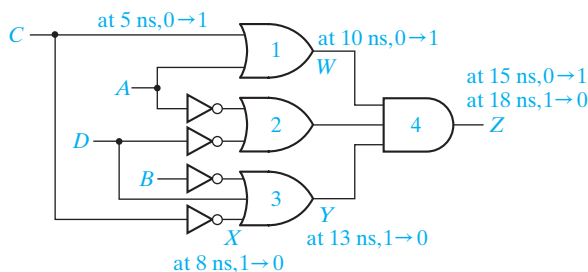 C
at 5 ns, 0→1
1
at 10 ns, 0→1
W
at 15 ns, 0→1
at 18 ns, 1→0
A
2
4
Z
D
B
3
X
Y
at 13 ns, 1→0
at 8 ns, 1→0